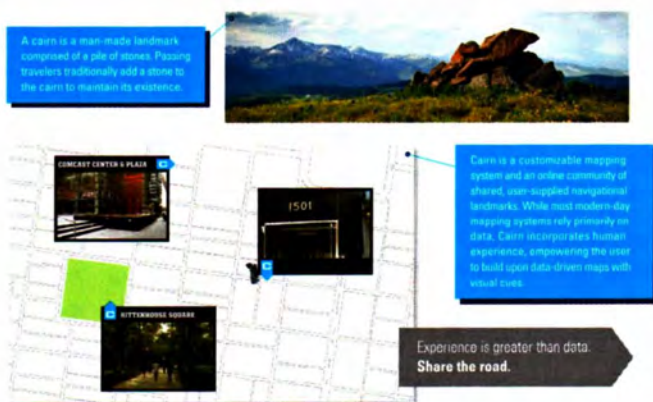 A cairn is a man-made landmark
comprised of a pile of stones. Passing
travelers traditionally add a stone to
the cairn to maintain its existence.
COMCAST CENTER & PLAZA
C
1501
C
C
RITTENHOUSE SQUARE
Cairn is a customizable mapping
system and an online community of
shared, user-supplied navigational
landmarks. While most modern-day
mapping systems rely primarily on
data, Cairn incorporates human
experience, empowering the user
to build upon data-driven maps with
visual cues.
Experience is greater than data.
Share the road.